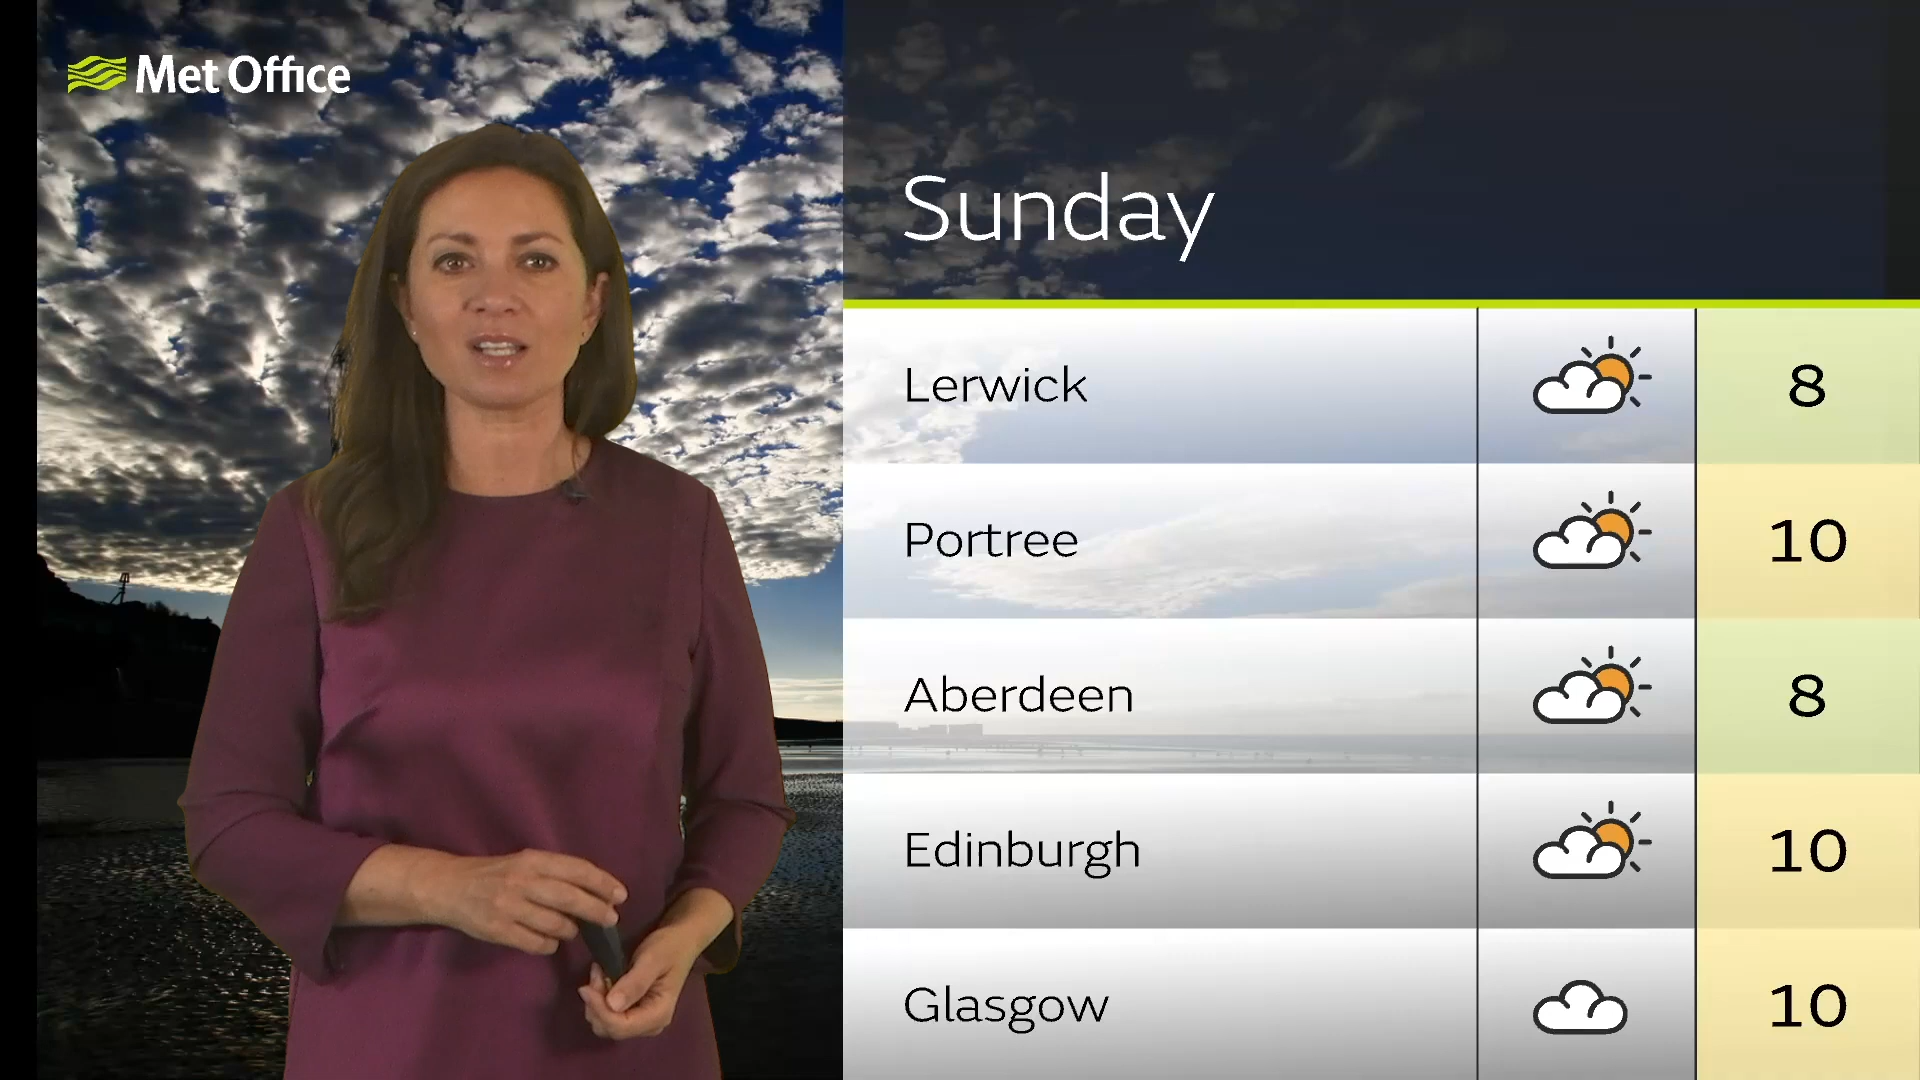 Met Office
Sunday
Lerwick 8
Portree 10
Aberdeen 8
Edinburgh 10
Glasgow 10